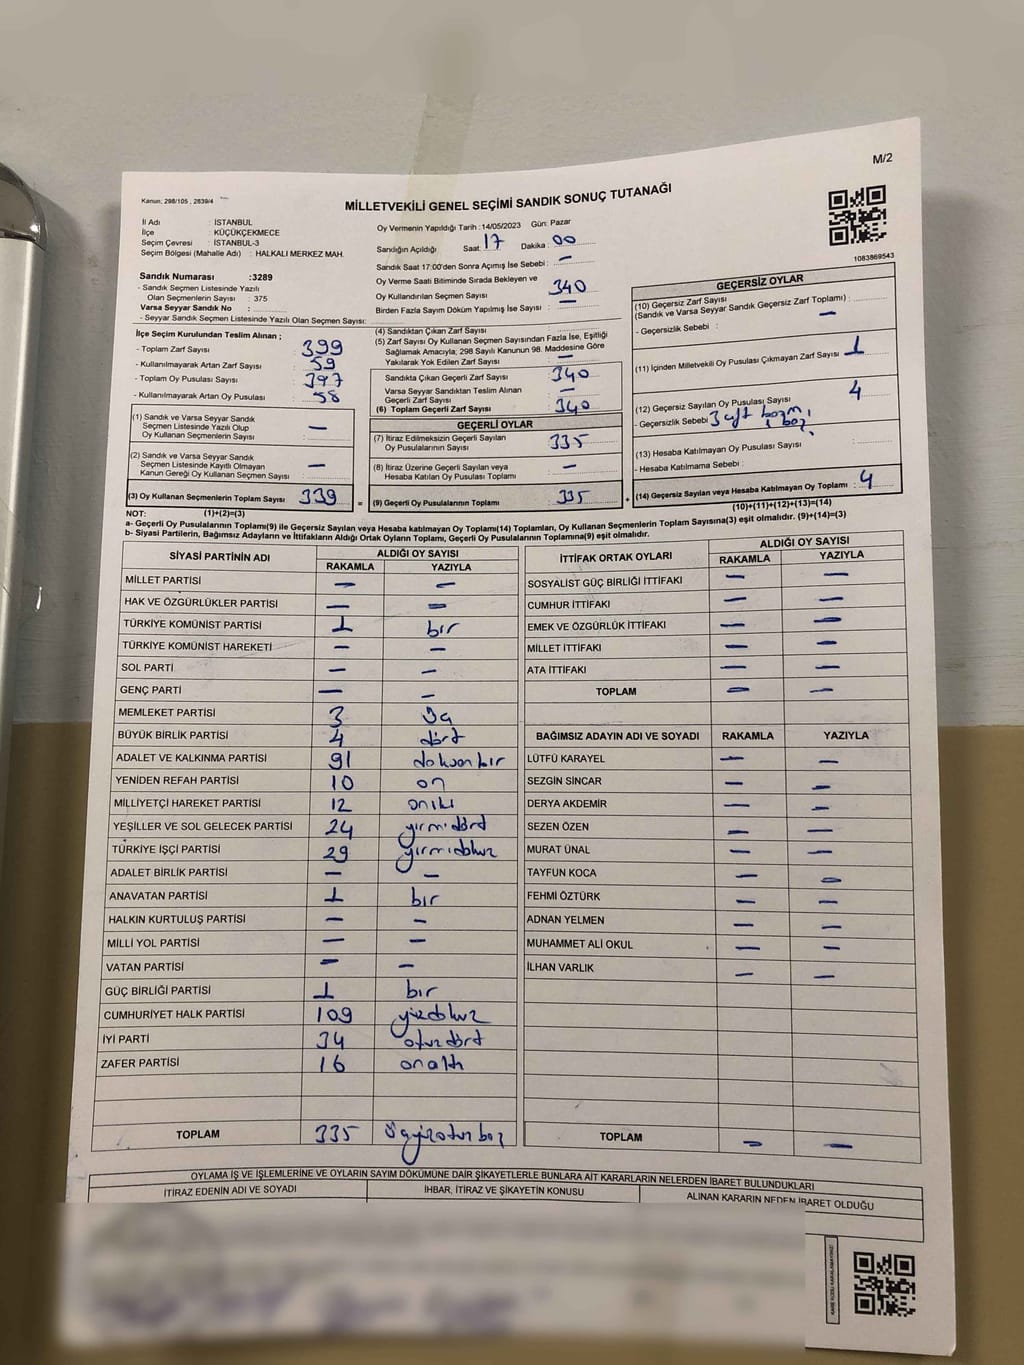 M/2
Kanun, 298/105 , 2839/4
MİLLETVEKİLİ GENEL SEÇİMİ SANDIK SONUÇ TUTANAĞI
İl Adı : İSTANBUL
İlçe : KÜÇÜKÇEKMECE
Seçim Çevresi : İSTANBUL-3
Seçim Bölgesi (Mahalle Adı) : HALKALI MERKEZ MAH.
Sandık Numarası :3289
- Sandık Seçmen Listesinde Yazılı
Olan Seçmenlerin Sayısı : 375
Varsa Seyyar Sandık No :
- Seyyar Sandık Seçmen Listesinde Yazılı Olan Seçmen Sayısı:
Oy Vermenin Yapıldığı Tarih :14/05/2023 Gün: Pazar
Sandığın Açıldığı Saat: 17 Dakika : 00
Sandık Saat 17:00'den Sonra Açımış İse Sebebi : –
Oy Verme Saati Bitiminde Sırada Bekleyen ve
Oy Kullandırılan Seçmen Sayısı 340
Birden Fazla Sayım Döküm Yapılmış İse Sayısı : –
1083869543
İlçe Seçim Kurulundan Teslim Alınan ;
- Toplam Zarf Sayısı : 399
- Kullanılmayarak Artan Zarf Sayısı : 59
- Toplam Oy Pusulası Sayısı : 397
- Kullanılmayarak Artan Oy Pusulası : 58
(1) Sandık ve Varsa Seyyar Sandık
Seçmen Listesinde Yazılı Olup
Oy Kullanan Seçmenlerin Sayısı : –
(2) Sandık ve Varsa Seyyar Sandık
Seçmen Listesinde Kayıtlı Olmayan
Kanun Gereği Oy Kullanan Seçmen Sayısı : –
(3) Oy Kullanan Seçmenlerin Toplam Sayısı : 339 =
(1)+(2)=(3)
(4) Sandıktan Çıkan Zarf Sayısı :
(5) Zarf Sayısı Oy Kullanan Seçmen Sayısından Fazla İse, Eşitliği
Sağlamak Amacıyla; 298 Sayılı Kanunun 98. Maddesine Göre
Yakılarak Yok Edilen Zarf Sayısı : –
Sandıkta Çıkan Geçerli Zarf Sayısı : 340
Varsa Seyyar Sandıktan Teslim Alınan
Geçerli Zarf Sayısı : –
(6) Toplam Geçerli Zarf Sayısı : 340
GEÇERLİ OYLAR
(7) İtiraz Edilmeksizin Geçerli Sayılan
Oy Pusulalarının Sayısı : 335
(8) İtiraz Üzerine Geçerli Sayılan veya
Hesaba Katılan Oy Pusulası Toplamı : –
(9) Geçerli Oy Pusulalarının Toplamı : 335 +
GEÇERSİZ OYLAR
(10) Geçersiz Zarf Sayısı
(Sandık ve Varsa Seyyar Sandık Geçersiz Zarf Toplamı) : –
- Geçersizlik Sebebi :
(11) İçinden Milletvekili Oy Pusulası Çıkmayan Zarf Sayısı : 1
(12) Geçersiz Sayılan Oy Pusulası Sayısı : 4
- Geçersizlik Sebebi : 3
(13) Hesaba Katılmayan Oy Pusulası Sayısı :
- Hesaba Katılmama Sebebi :
(14) Geçersiz Sayılan veya Hesaba Katılmayan Oy Toplamı : 4
(10)+(11)+(12)+(13)=(14)
NOT:
a- Geçerli Oy Pusulalarının Toplamı(9) ile Geçersiz Sayılan veya Hesaba katılmayan Oy Toplamı(14) Toplamları, Oy Kullanan Seçmenlerin Toplam Sayısına(3) eşit olmalıdır. (9)+(14)=(3)
b- Siyasi Partilerin, Bağımsız Adayların ve İttifakların Aldığı Ortak Oyların Toplamı, Geçerli Oy Pusulalarının Toplamına(9) eşit olmalıdır.
SİYASİ PARTİNİN ADI ALDIĞI OY SAYISI
RAKAMLA YAZIYLA
MİLLET PARTİSİ – –
HAK VE ÖZGÜRLÜKLER PARTİSİ – –
TÜRKİYE KOMÜNİST PARTİSİ 1 bir
TÜRKİYE KOMÜNİST HAREKETİ – –
SOL PARTİ – –
GENÇ PARTİ – –
MEMLEKET PARTİSİ 3 üç
BÜYÜK BİRLİK PARTİSİ 4 dört
ADALET VE KALKINMA PARTİSİ 91 doksan bir
YENİDEN REFAH PARTİSİ 10 on
MİLLİYETÇİ HAREKET PARTİSİ 12 oniki
YEŞİLLER VE SOL GELECEK PARTİSİ 24 yirmidört
TÜRKİYE İŞÇİ PARTİSİ 29 yirmidokuz
ADALET BİRLİK PARTİSİ – –
ANAVATAN PARTİSİ 1 bir
HALKIN KURTULUŞ PARTİSİ – –
MİLLİ YOL PARTİSİ – –
VATAN PARTİSİ – –
GÜÇ BİRLİĞİ PARTİSİ 1 bir
CUMHURİYET HALK PARTİSİ 109 yüzdokuz
İYİ PARTİ 34 otuzdört
ZAFER PARTİSİ 16 onaltı
TOPLAM 335 üçyüzotuz beş
İTTİFAK ORTAK OYLARI ALDIĞI OY SAYISI
RAKAMLA YAZIYLA
SOSYALİST GÜÇ BİRLİĞİ İTTİFAKI – –
CUMHUR İTTİFAKI – –
EMEK VE ÖZGÜRLÜK İTTİFAKI – –
MİLLET İTTİFAKI – –
ATA İTTİFAKI – –
TOPLAM – –
BAĞIMSIZ ADAYIN ADI VE SOYADI RAKAMLA YAZIYLA
LÜTFÜ KARAYEL – –
SEZGİN SİNCAR – –
DERYA AKDEMİR – –
SEZEN ÖZEN – –
MURAT ÜNAL – –
TAYFUN KOCA – –
FEHMİ ÖZTÜRK – –
ADNAN YELMEN – –
MUHAMMET ALİ OKUL – –
İLHAN VARLIK – –
TOPLAM – –
OYLAMA İŞ VE İŞLEMLERİNE VE OYLARIN SAYIM DÖKÜMÜNE DAİR ŞİKAYETLERLE BUNLARA AİT KARARLARIN NELERDEN İBARET BULUNDUKLARI
İTİRAZ EDENİN ADI VE SOYADI İHBAR, İTİRAZ VE ŞİKAYETİN KONUSU ALINAN KARARIN NEDEN İBARET OLDUĞU